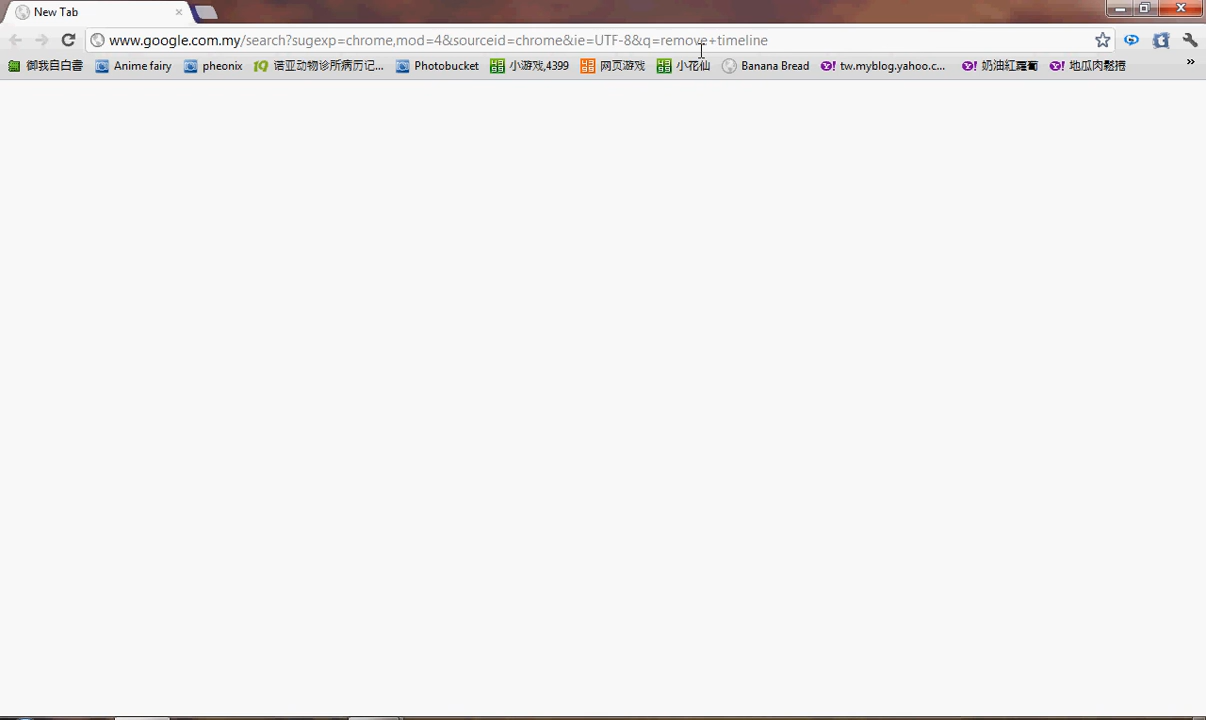 New Tab
www.google.com.my/search?sugexp=chrome,mod=4&sourceid=chrome&ie=UTF-8&q=remove+timeline
御我自白書 Anime fairy pheonix 诺亚动物诊所病历记... Photobucket 小游戏,4399 网页游戏 小花仙 Banana Bread tw.myblog.yahoo.c... 奶油紅蘿蔔 地瓜肉鬆捲 »